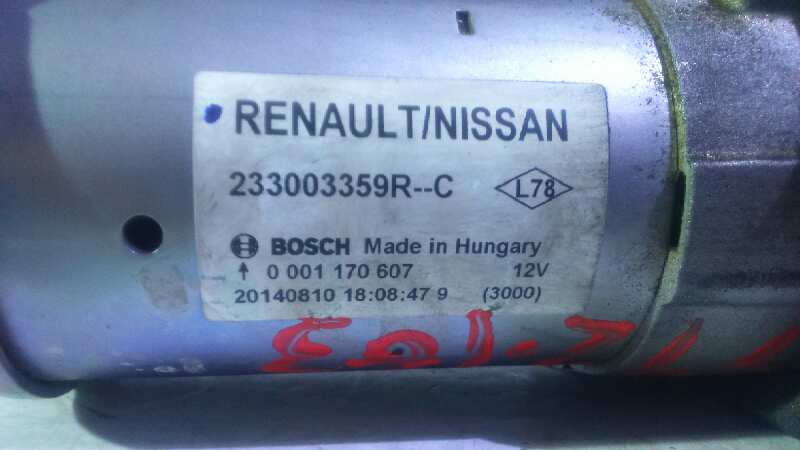 RENAULT/NISSAN
233003359R--C L78
BOSCH Made in Hungary
0 001 170 607 12V
20140810 18:08:47 9 (3000)